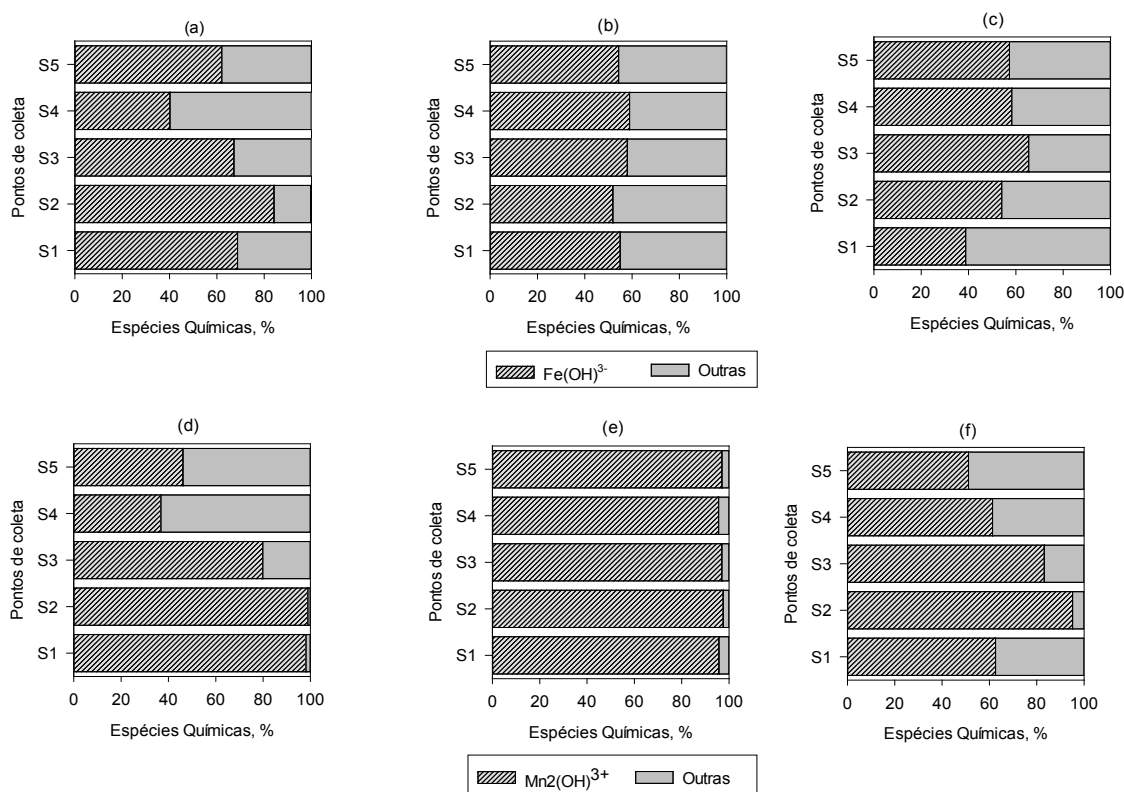 (a)
Pontos de coleta
S5
S4
S3
S2
S1
0 20 40 60 80 100
Espécies Químicas, %
(b)
Pontos de coleta
S5
S4
S3
S2
S1
0 20 40 60 80 100
Espécies Químicas, %
(c)
Pontos de coleta
S5
S4
S3
S2
S1
0 20 40 60 80 100
Espécies Químicas, %
Fe(OH)³⁻ Outras
(d)
Pontos de coleta
S5
S4
S3
S2
S1
0 20 40 60 80 100
Espécies Químicas, %
(e)
Pontos de coleta
S5
S4
S3
S2
S1
0 20 40 60 80 100
Espécies Químicas, %
(f)
Pontos de coleta
S5
S4
S3
S2
S1
0 20 40 60 80 100
Espécies Químicas, %
Mn2(OH)³⁺ Outras